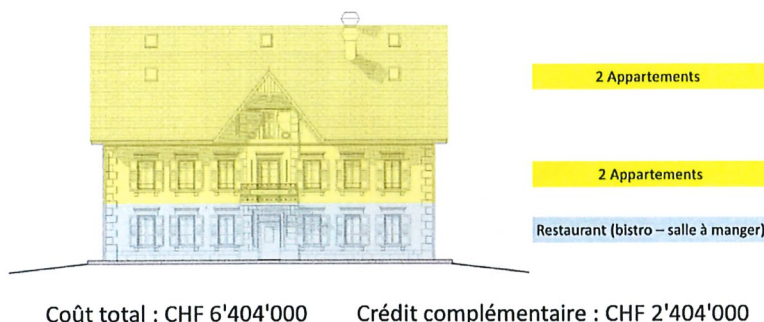 2 Appartements
2 Appartements
Restaurant (bistro – salle à manger)
Coût total : CHF 6'404'000 Crédit complémentaire : CHF 2'404'000